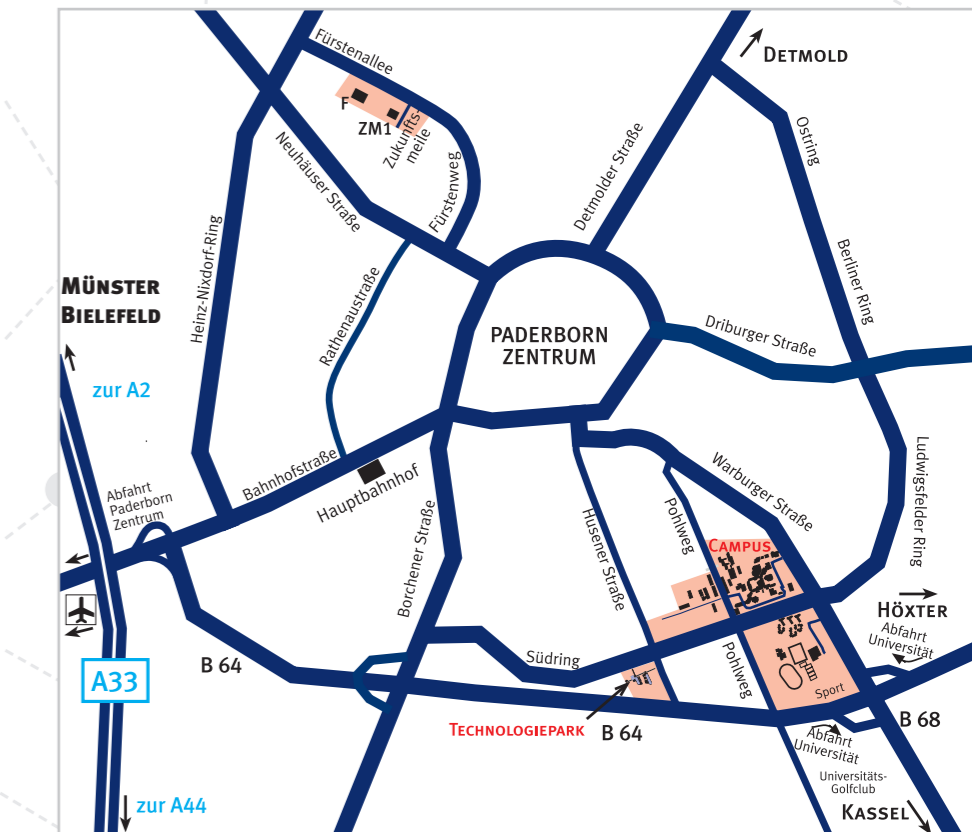 Fürstenallee
DETMOLD
F
ZM1
Zukunfts-
meile
Ostring
Neuhäuser Straße
Fürstenweg
Detmolder Straße
Heinz-Nixdorf-Ring
Berliner Ring
MÜNSTER
BIELEFELD
Rathenaustraße
PADERBORN
ZENTRUM
Driburger Straße
zur A2
Bahnhofstraße
Hauptbahnhof
Abfahrt
Paderborn
Zentrum
Warburger Straße
Ludwigsfelder Ring
Borchener Straße
Husener Straße
Pohlweg
CAMPUS
HÖXTER
Abfahrt
Universität
A33
B 64
Südring
Pohlweg
Sport
TECHNOLOGIEPARK
B 64
B 68
Abfahrt
Universität
Universitäts-
Golfclub
zur A44
KASSEL